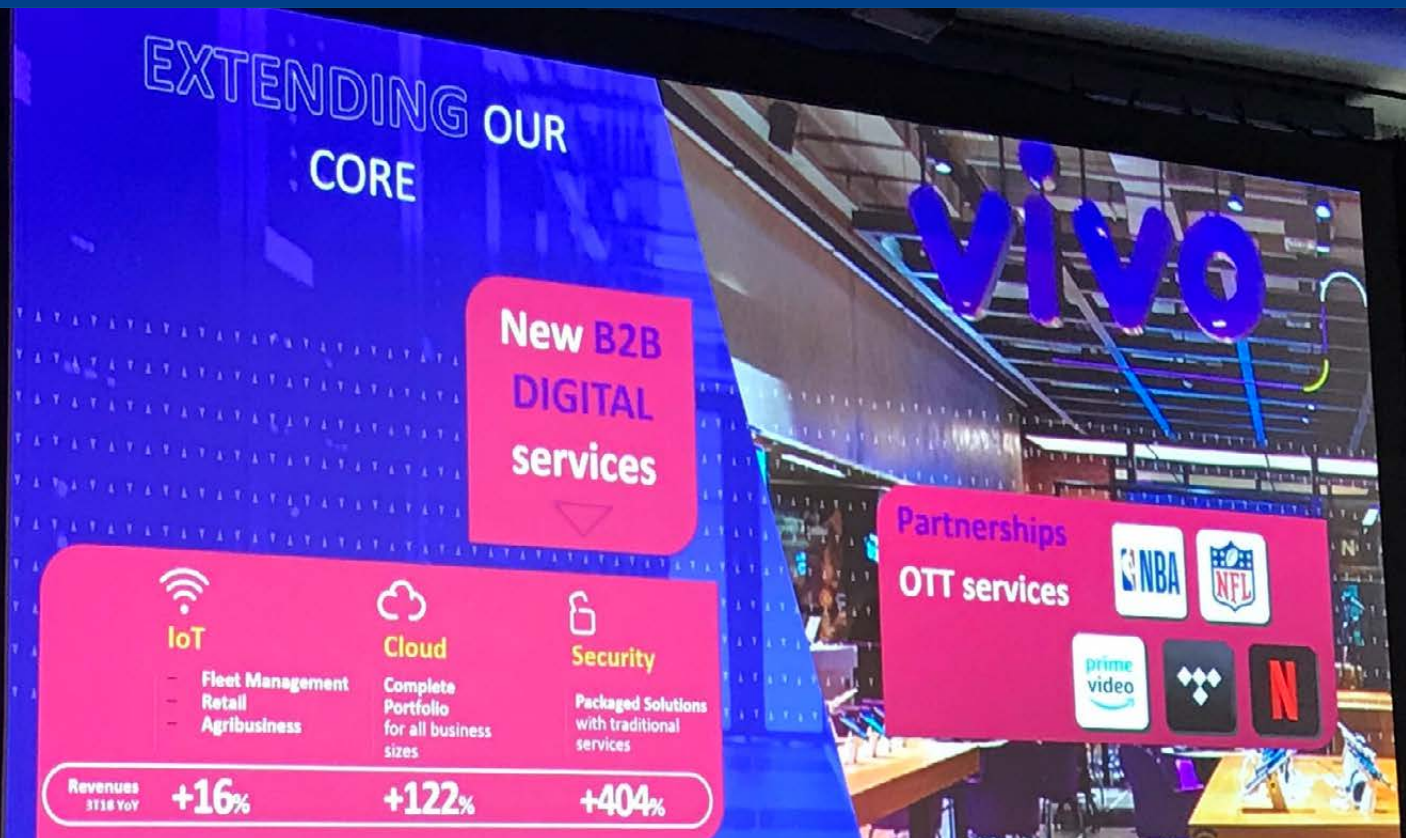 EXTENDING OUR
CORE
vivo
New B2B
DIGITAL
services
Partnerships
OTT services
NBA
NFL
prime
video
N
IoT
– Fleet Management
– Retail
– Agribusiness
Cloud
Complete
Portfolio
for all business
sizes
Security
Packaged Solutions
with traditional
services
Revenues
3T18 YoY
+16%
+122%
+404%